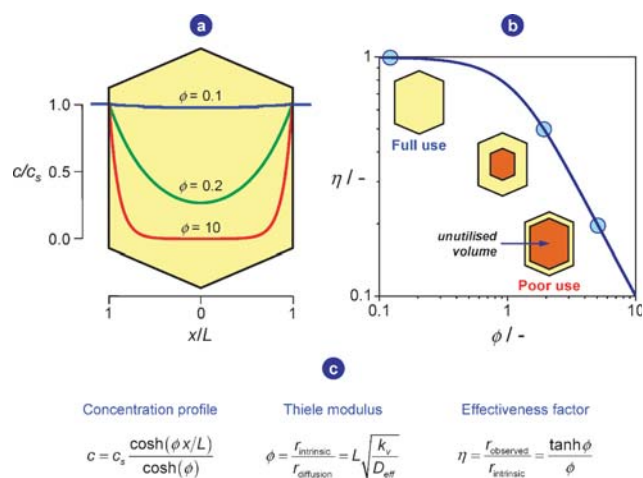 a
b
1.0
0.5
0.0
c/cs
ϕ = 0.1
ϕ = 0.2
ϕ = 10
1 0 1
x/L
1
0.1
η / -
Full use
unutilised
volume
Poor use
0.1 1 10
ϕ / -
c
Concentration profile Thiele modulus Effectiveness factor
c = cs cosh(ϕ x/L) / cosh(ϕ) ϕ = rintrinsic / rdiffusion = L√(kv / Deff) η = robserved / rintrinsic = tanhϕ / ϕ